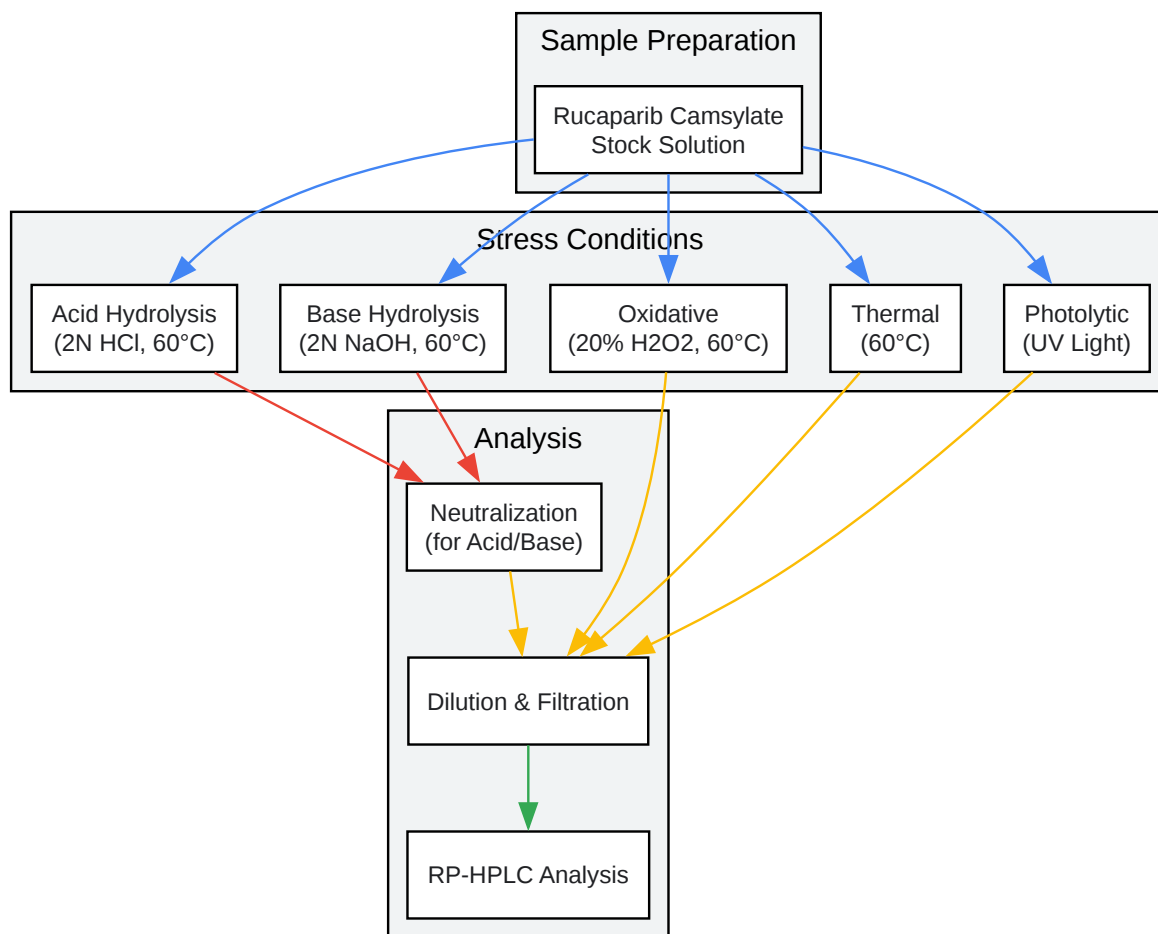 Sample Preparation
Rucaparib Camsylate
Stock Solution
Stress Conditions
Acid Hydrolysis
(2N HCl, 60°C)
Base Hydrolysis
(2N NaOH, 60°C)
Oxidative
(20% H2O2, 60°C)
Thermal
(60°C)
Photolytic
(UV Light)
Analysis
Neutralization
(for Acid/Base)
Dilution & Filtration
RP-HPLC Analysis